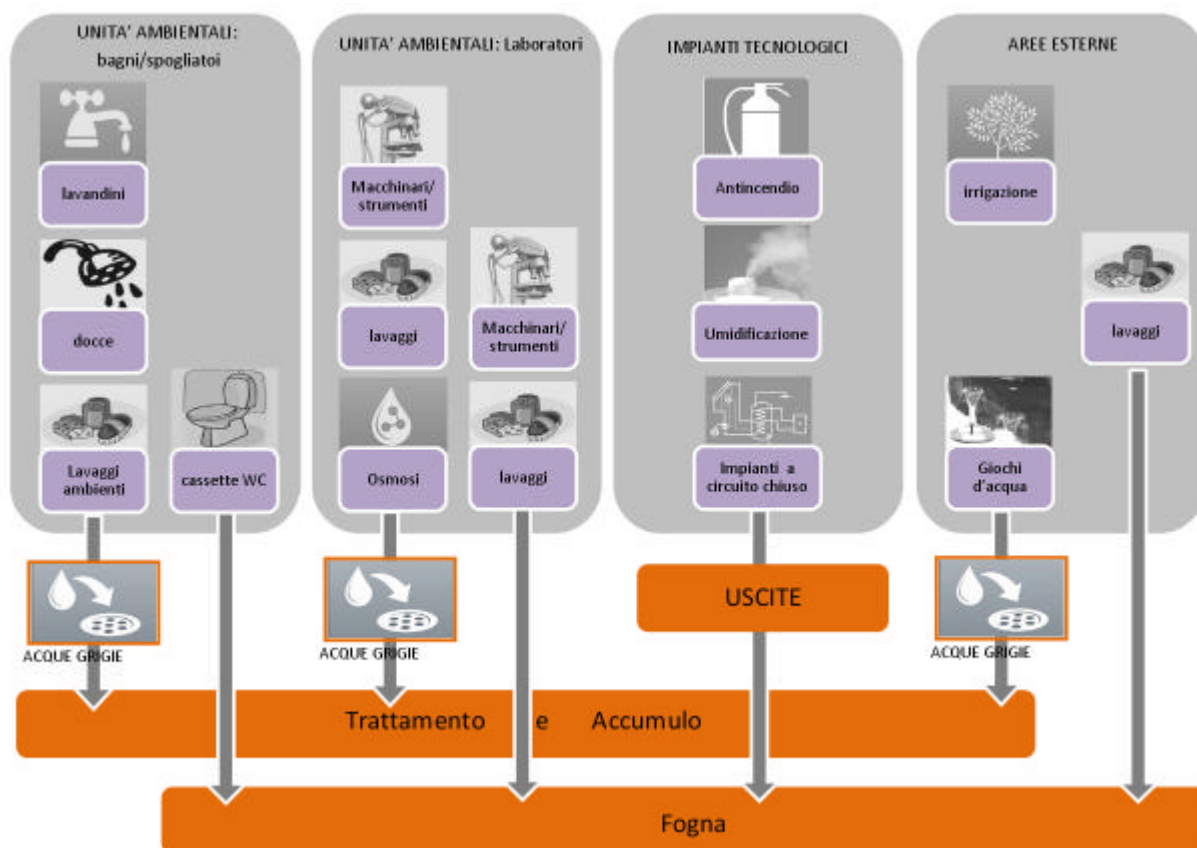 UNITA' AMBIENTALI:
bagni/spogliatoi
lavandini
docce
Lavaggi
ambienti
cassette WC
UNITA' AMBIENTALI: Laboratori
Macchinari/
strumenti
lavaggi
Osmosi
Macchinari/
strumenti
lavaggi
IMPIANTI TECNOLOGICI
Antincendio
Umidificazione
Impianti a
circuito chiuso
AREE ESTERNE
irrigazione
lavaggi
Giochi
d'acqua
USCITE
ACQUE GRIGIE
ACQUE GRIGIE
ACQUE GRIGIE
Trattamento e Accumulo
Fogna